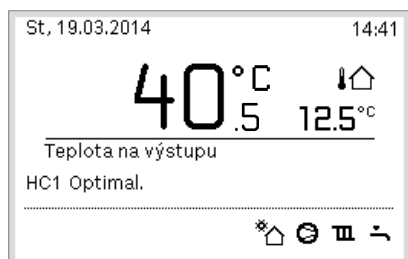 St, 19.03.2014 14:41
40.5 °C
12.5°C
Teplota na výstupu
HC1 Optimal.